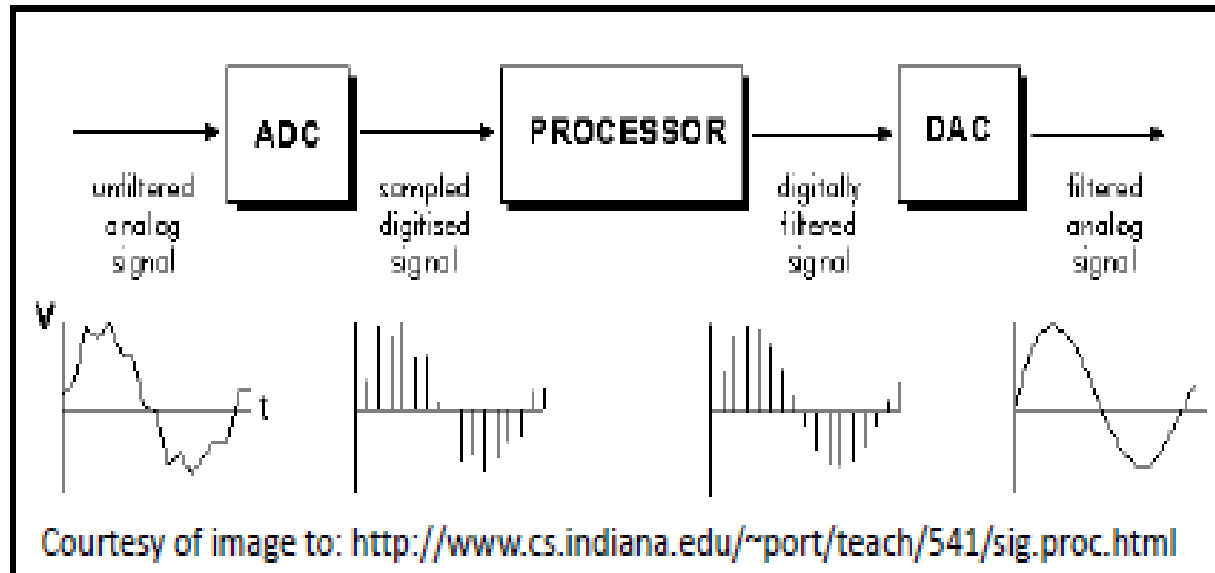 ADC
PROCESSOR
DAC
unfiltered
analog
signal
sampled
digitised
signal
digitally
filtered
signal
filtered
analog
signal
V
t
Courtesy of image to: http://www.cs.indiana.edu/~port/teach/541/sig.proc.html